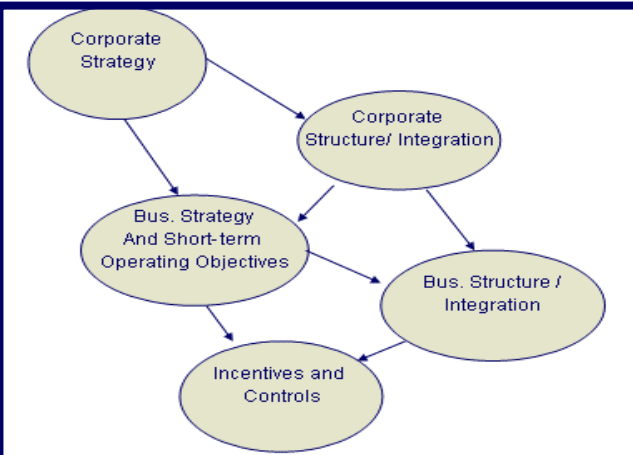 Corporate
Strategy
Corporate
Structure/ Integration
Bus. Strategy
And Short-term
Operating Objectives
Bus. Structure /
Integration
Incentives and
Controls